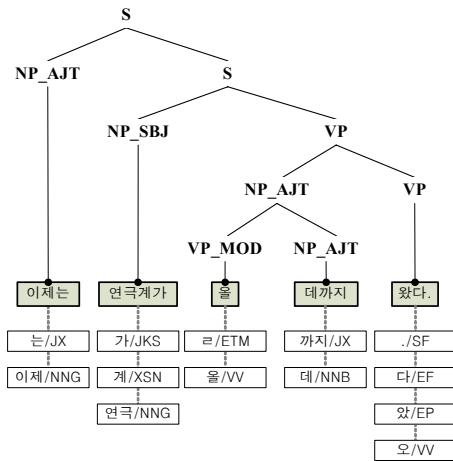 S
NP_AJT S
NP_SBJ VP
NP_AJT VP
VP_MOD NP_AJT
이제는 연극계가 올 데까지 왔다.
는/JX 가/JKS ㄹ/ETM 까지/JX ./SF
이제/NNG 계/XSN 올/VV 데/NNB 다/EF
연극/NNG 았/EP
오/VV